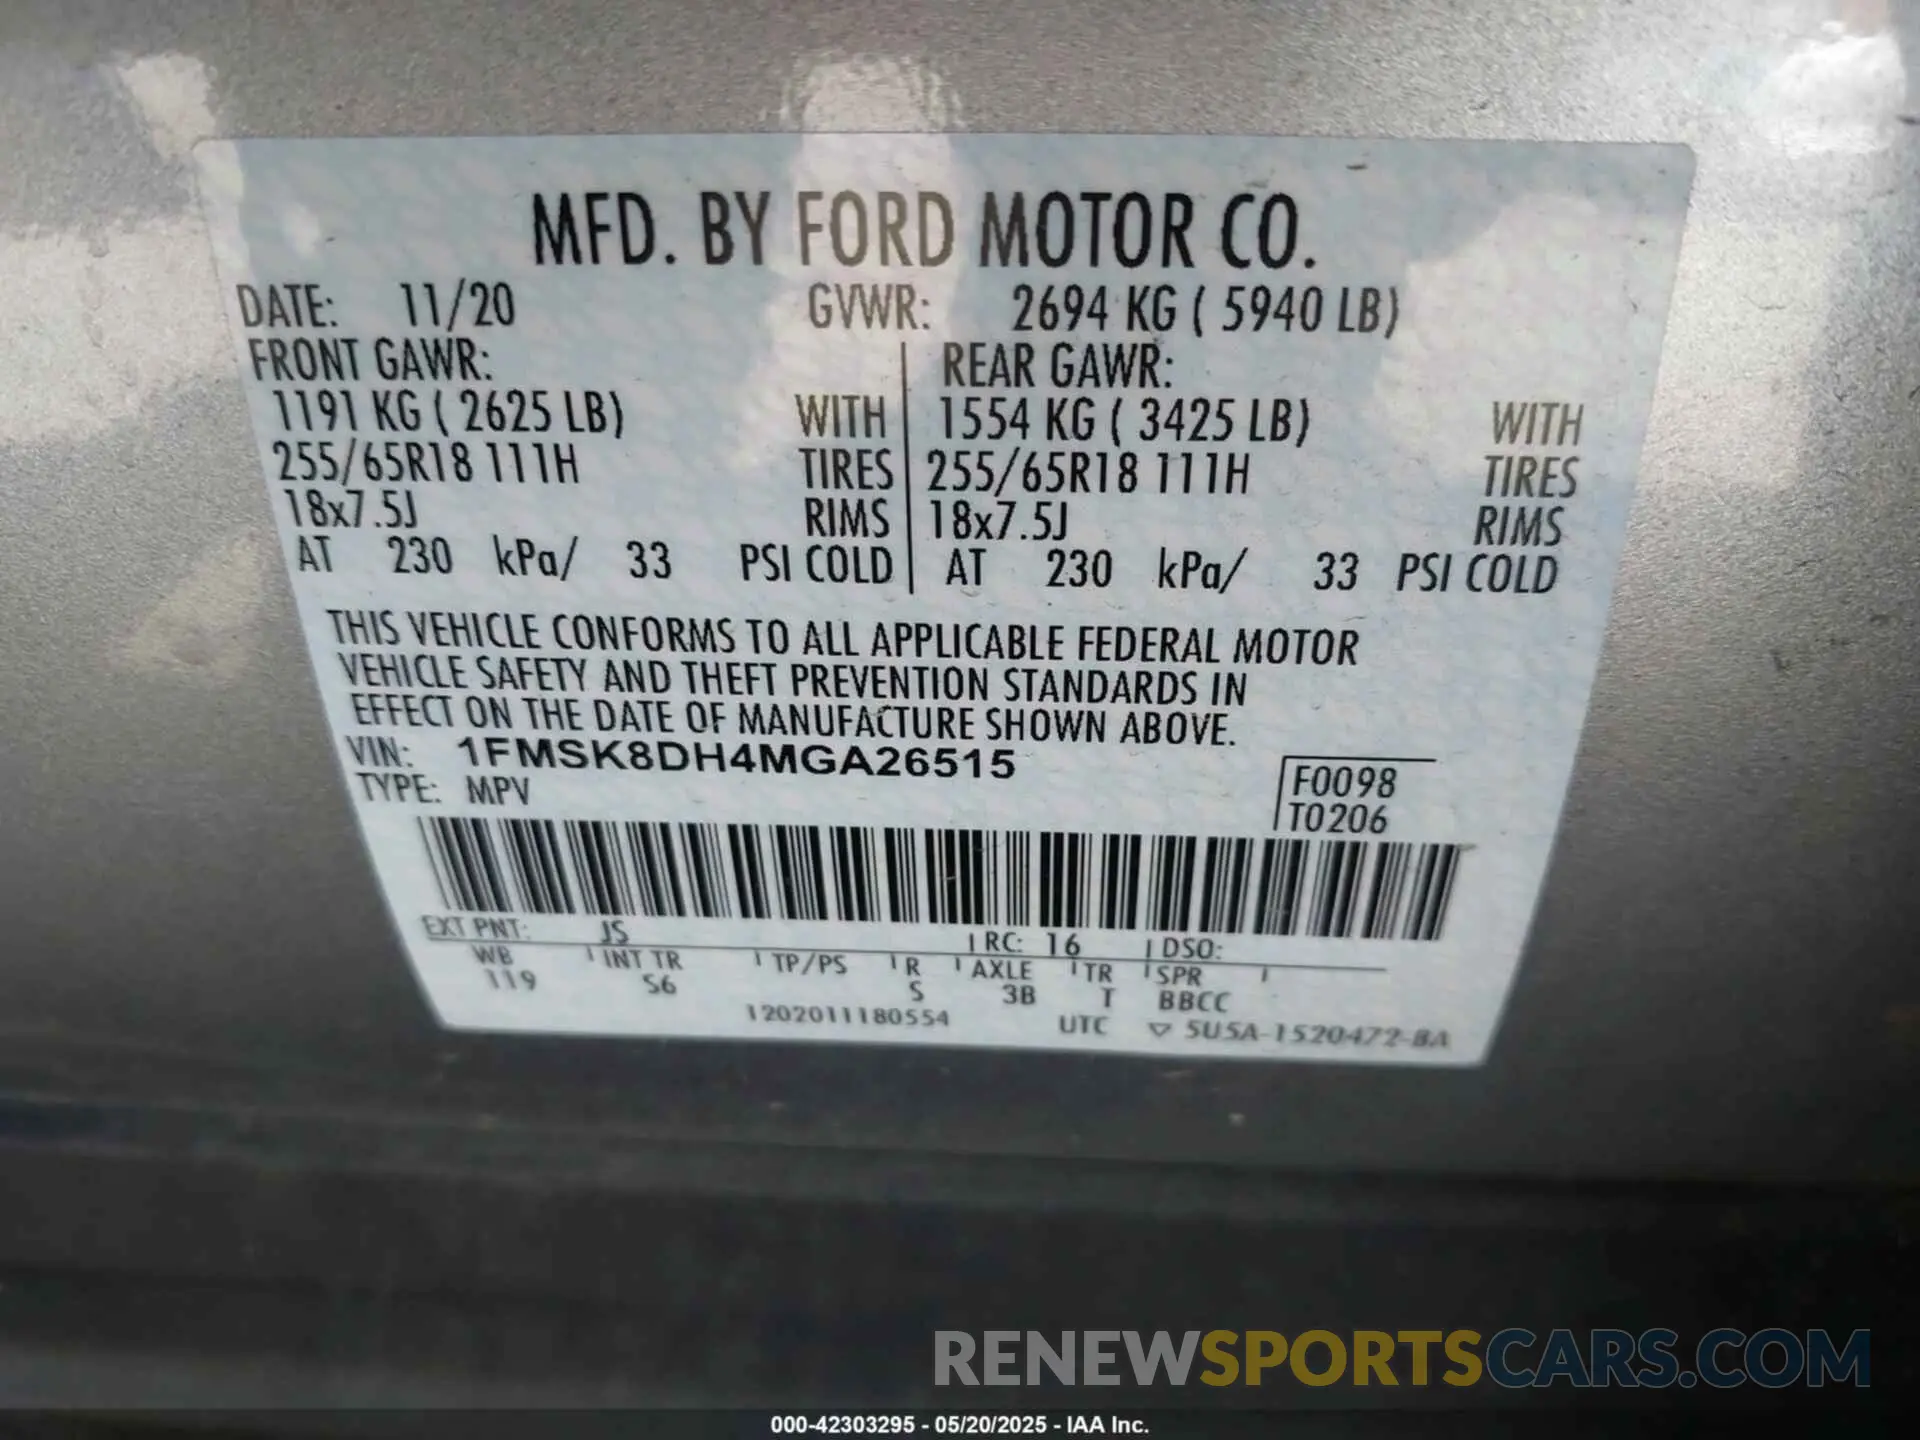 MFD. BY FORD MOTOR CO.
DATE: 11/20 GVWR: 2694 KG ( 5940 LB)
FRONT GAWR: REAR GAWR:
1191 KG ( 2625 LB) WITH 1554 KG ( 3425 LB) WITH
255/65R18 111H TIRES 255/65R18 111H TIRES
18x7.5J RIMS 18x7.5J RIMS
AT 230 kPa/ 33 PSI COLD AT 230 kPa/ 33 PSI COLD
THIS VEHICLE CONFORMS TO ALL APPLICABLE FEDERAL MOTOR
VEHICLE SAFETY AND THEFT PREVENTION STANDARDS IN
EFFECT ON THE DATE OF MANUFACTURE SHOWN ABOVE.
VIN: 1FMSK8DH4MGA26515
TYPE: MPV
F0098
T0206
EXT PNT: JS RC: 16 DSO:
WB INT TR TP/PS R AXLE TR SPR
119 S6 S 3B T BBCC
1202011180554 UTC ▽ 5U5A-1520472-BA
RENEWSPORTSCARS.COM
000-42303295 - 05/20/2025 - IAA Inc.